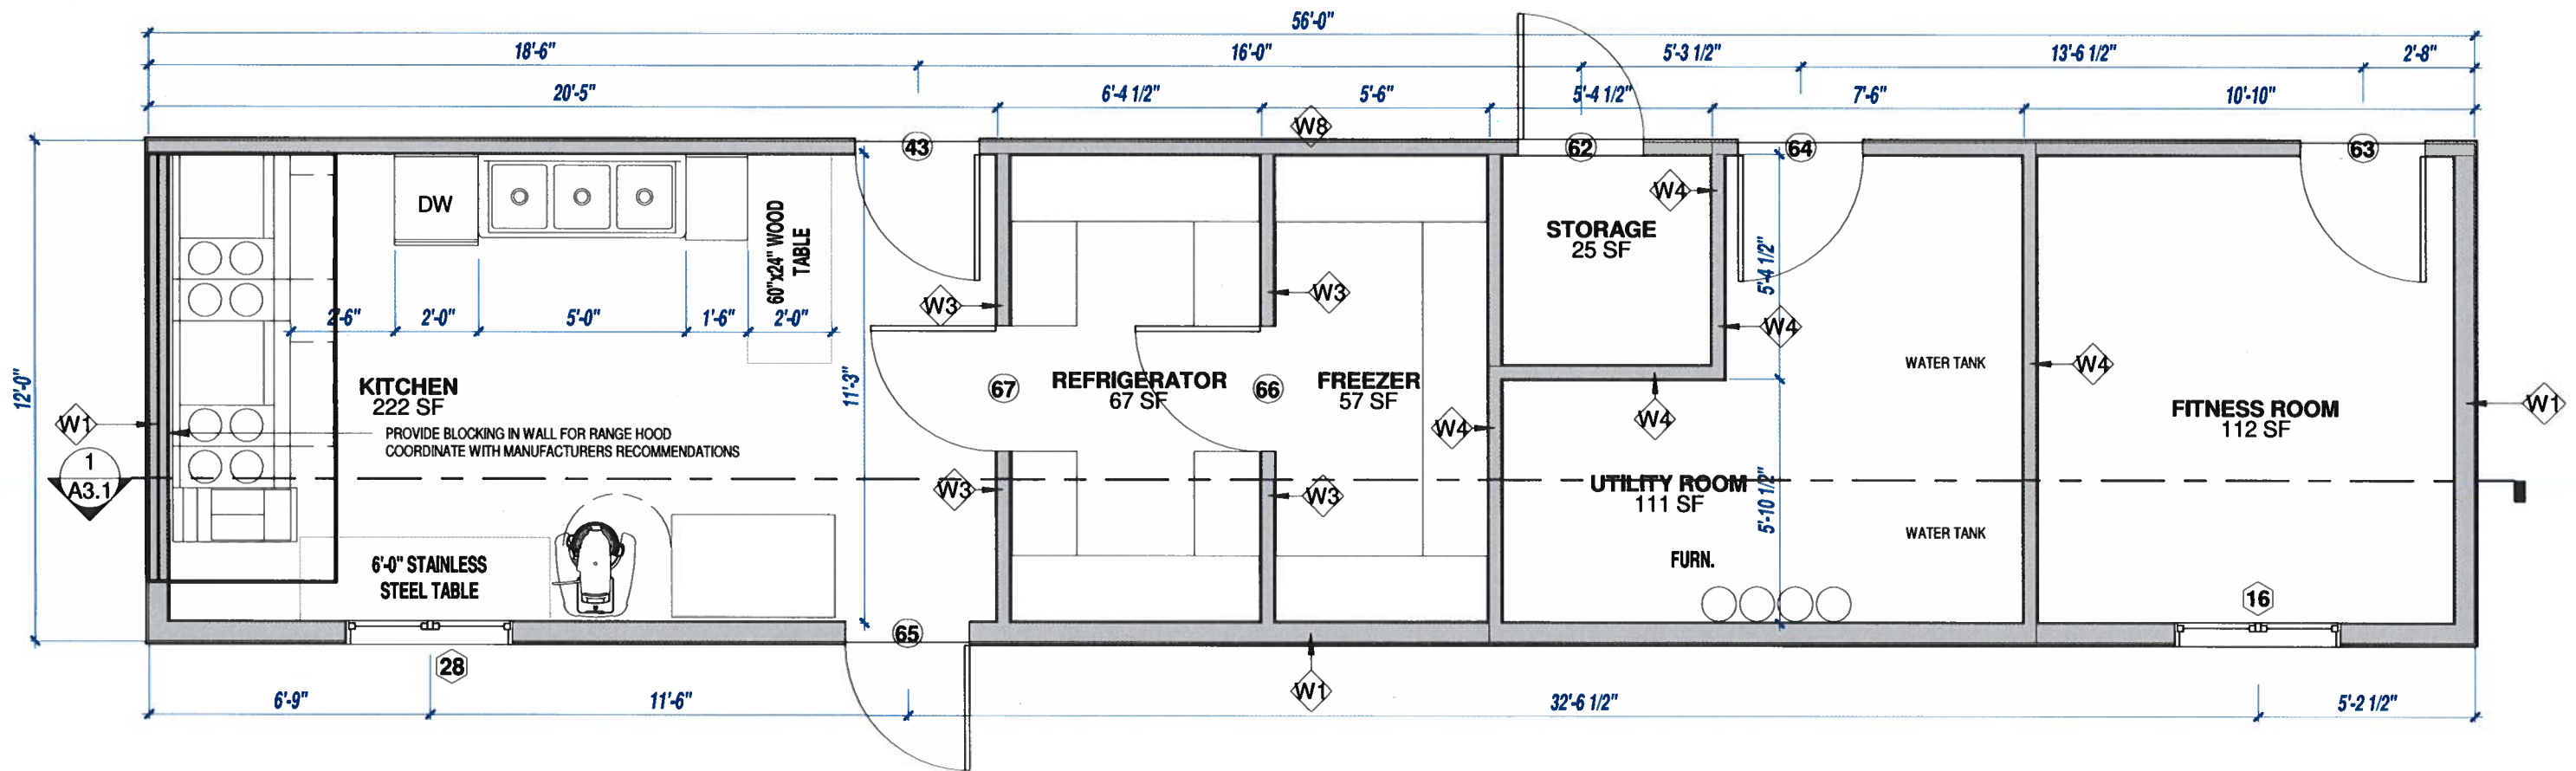 56'-0"
18'-6"
16'-0"
5'-3 1/2"
13'-6 1/2"
2'-8"
20'-5"
6'-4 1/2"
5'-6"
5'-4 1/2"
7'-6"
10'-10"
W8
43
62
64
63
DW
60"x24" WOOD
TABLE
W4
STORAGE
25 SF
5'-4 1/2"
W3
W3
2'-6"
2'-0"
5'-0"
1'-6"
2'-0"
W4
12'-0"
11'-3"
WATER TANK
W4
KITCHEN
222 SF
67
REFRIGERATOR
67 SF
66
FREEZER
57 SF
W4
FITNESS ROOM
112 SF
W1
W1
PROVIDE BLOCKING IN WALL FOR RANGE HOOD
COORDINATE WITH MANUFACTURERS RECOMMENDATIONS
W4
1
A3.1
W3
W3
UTILITY ROOM
111 SF
5'-10 1/2"
WATER TANK
6'-0" STAINLESS
STEEL TABLE
FURN.
16
65
28
W1
6'-9"
11'-6"
32'-6 1/2"
5'-2 1/2"